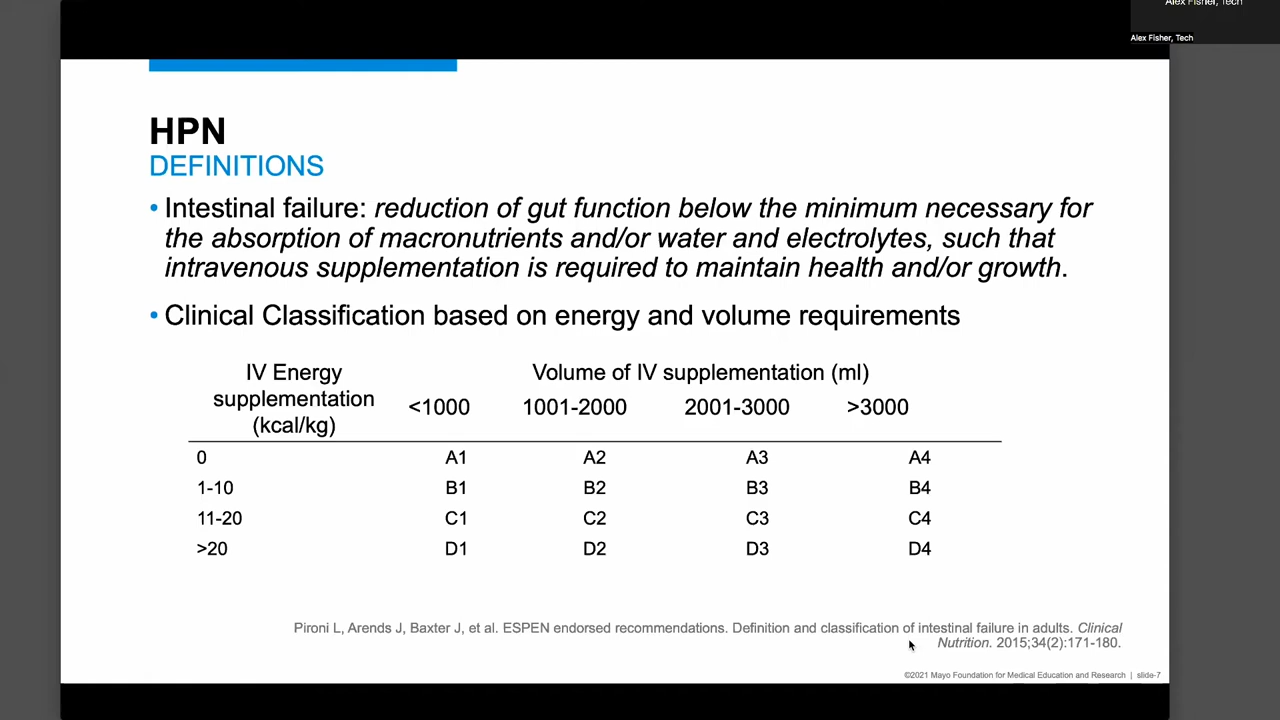 Alex Fisher, Tech
Alex Fisher, Tech
HPN
DEFINITIONS
• Intestinal failure: reduction of gut function below the minimum necessary for
the absorption of macronutrients and/or water and electrolytes, such that
intravenous supplementation is required to maintain health and/or growth.
• Clinical Classification based on energy and volume requirements
IV Energy
supplementation
(kcal/kg)
Volume of IV supplementation (ml)
<1000 1001-2000 2001-3000 >3000
0 A1 A2 A3 A4
1-10 B1 B2 B3 B4
11-20 C1 C2 C3 C4
>20 D1 D2 D3 D4
Pironi L, Arends J, Baxter J, et al. ESPEN endorsed recommendations. Definition and classification of intestinal failure in adults. Clinical
Nutrition. 2015;34(2):171-180.
©2021 Mayo Foundation for Medical Education and Research | slide-7